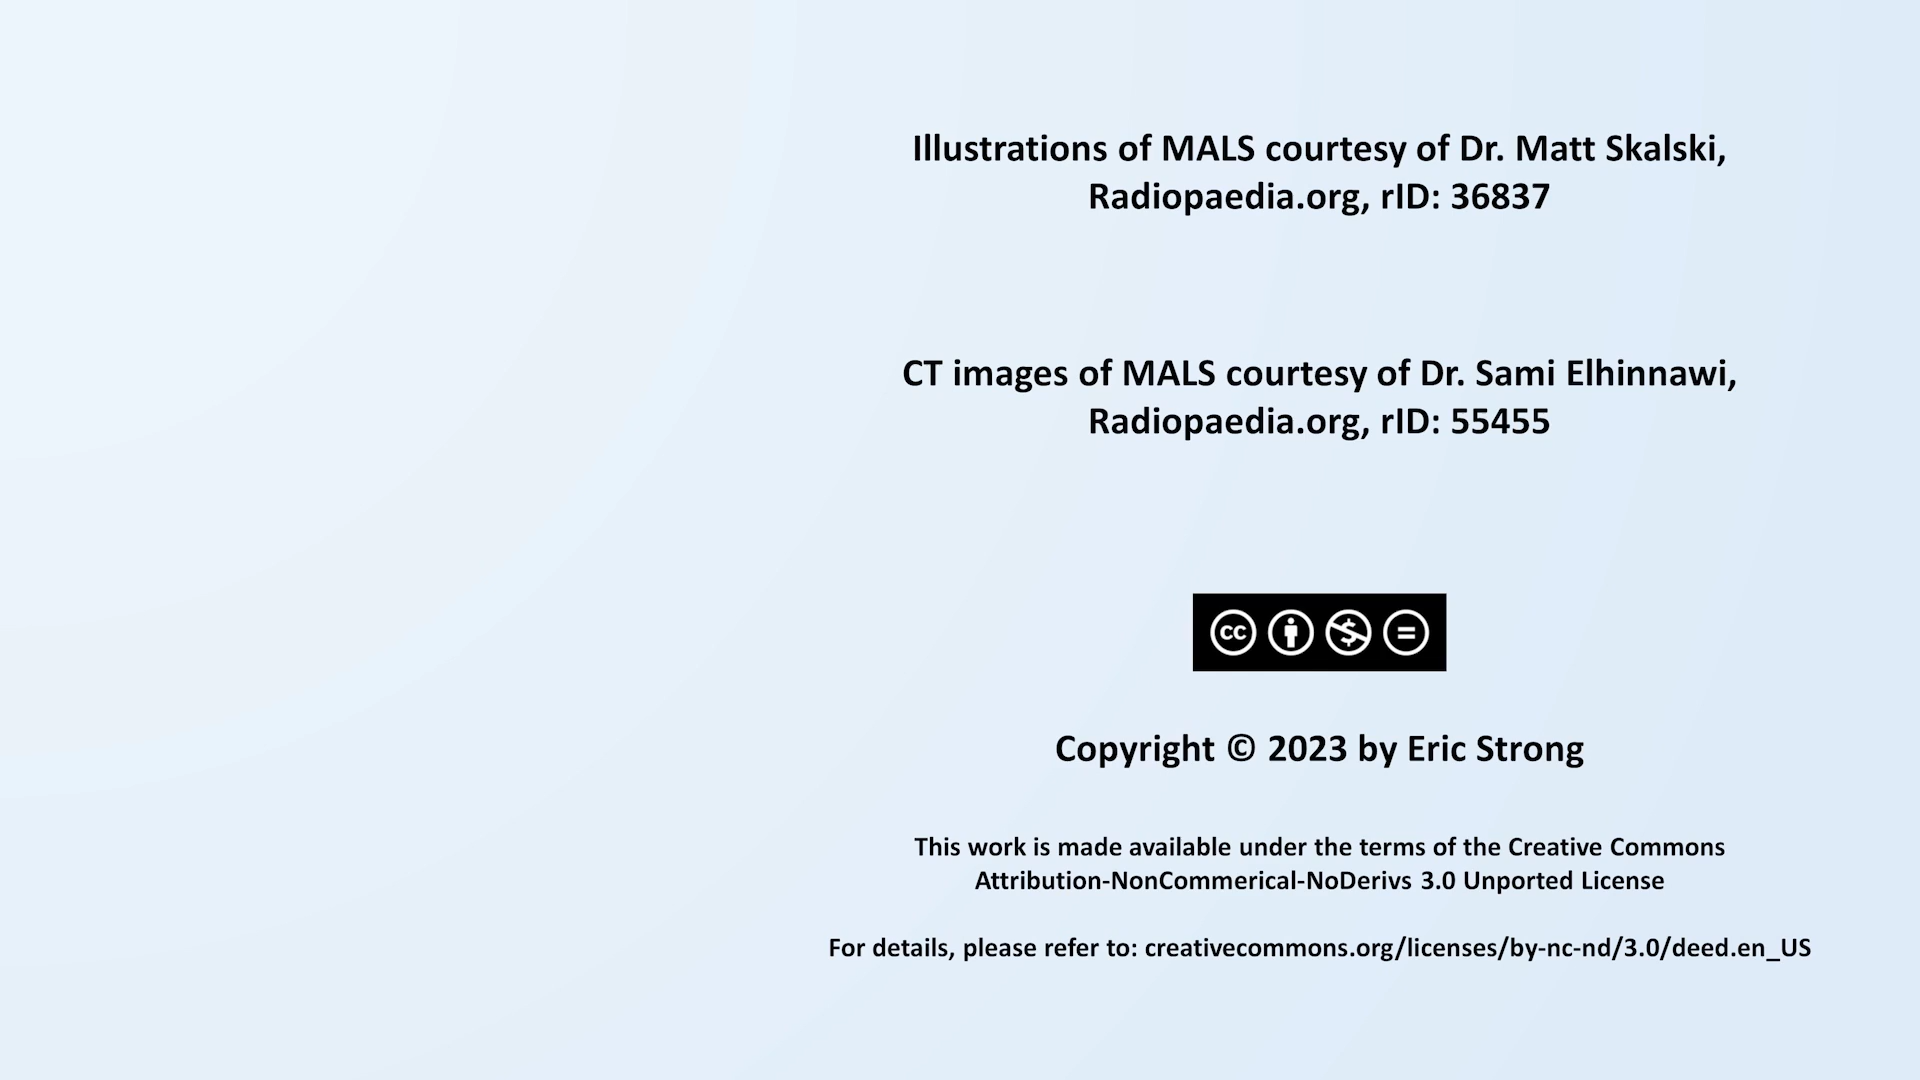 Illustrations of MALS courtesy of Dr. Matt Skalski,
Radiopaedia.org, rID: 36837
CT images of MALS courtesy of Dr. Sami Elhinnawi,
Radiopaedia.org, rID: 55455
cc
Copyright © 2023 by Eric Strong
This work is made available under the terms of the Creative Commons
Attribution-NonCommerical-NoDerivs 3.0 Unported License
For details, please refer to: creativecommons.org/licenses/by-nc-nd/3.0/deed.en_US